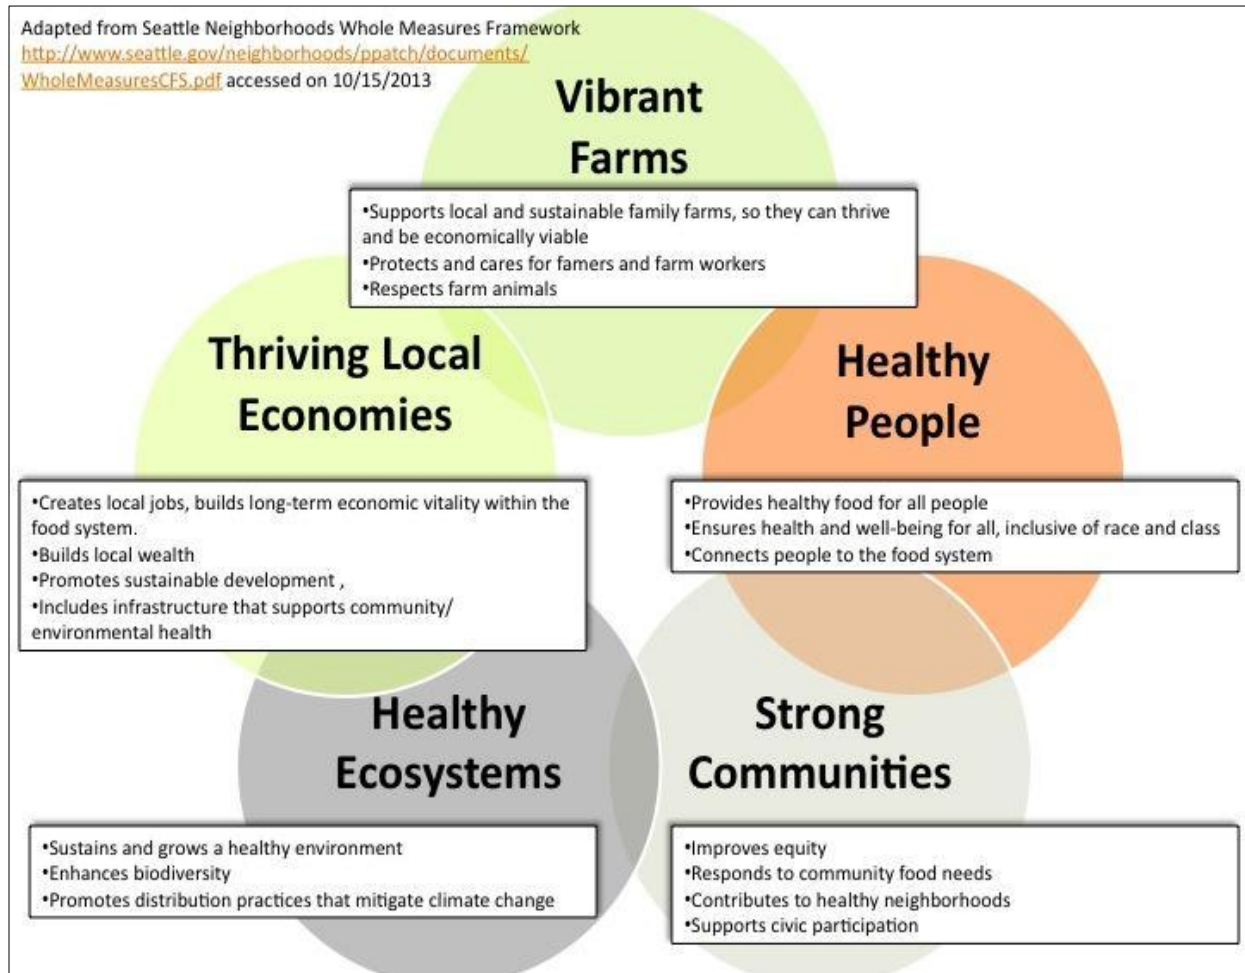 Adapted from Seattle Neighborhoods Whole Measures Framework
http://www.seattle.gov/neighborhoods/ppatch/documents/
WholeMeasuresCFS.pdf accessed on 10/15/2013
Vibrant
Farms
•Supports local and sustainable family farms, so they can thrive
and be economically viable
•Protects and cares for famers and farm workers
•Respects farm animals
Thriving Local
Economies
•Creates local jobs, builds long-term economic vitality within the
food system.
•Builds local wealth
•Promotes sustainable development ,
•Includes infrastructure that supports community/
environmental health
Healthy
People
•Provides healthy food for all people
•Ensures health and well-being for all, inclusive of race and class
•Connects people to the food system
Healthy
Ecosystems
•Sustains and grows a healthy environment
•Enhances biodiversity
•Promotes distribution practices that mitigate climate change
Strong
Communities
•Improves equity
•Responds to community food needs
•Contributes to healthy neighborhoods
•Supports civic participation